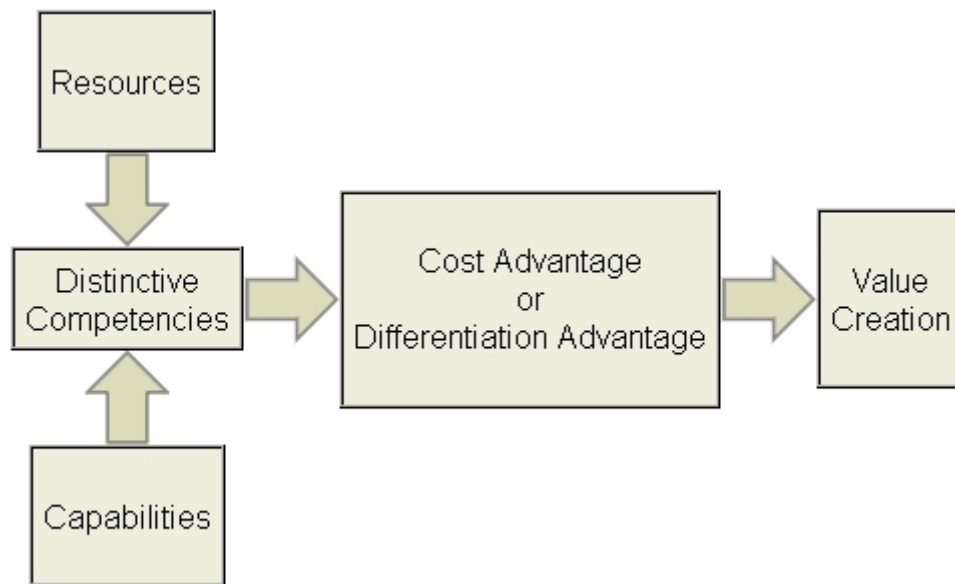 Resources
Distinctive
Competencies
Cost Advantage
or
Differentiation Advantage
Value
Creation
Capabilities